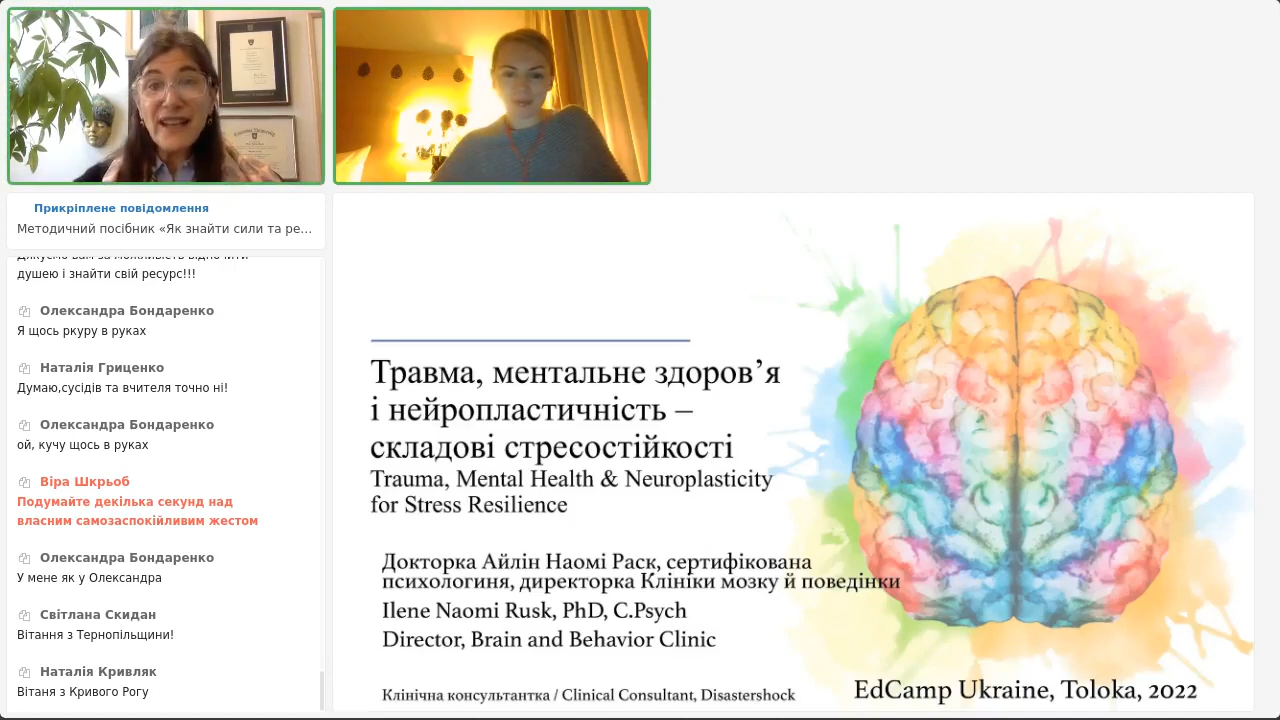 Прикріплене повідомлення
Методичний посібник «Як знайти сили та ре...
Дякуємо вам за можливість відпочити
душею і знайти свій ресурс!!!
Олександра Бондаренко
Я щось ркуру в руках
Наталія Гриценко
Думаю,сусідів та вчителя точно ні!
Олександра Бондаренко
ой, кучу щось в руках
Віра Шкрьоб
Подумайте декілька секунд над
власним самозаспокійливим жестом
Олександра Бондаренко
У мене як у Олександра
Світлана Скидан
Вітання з Тернопільщини!
Наталія Кривляк
Вітаня з Кривого Рогу
Травма, ментальне здоров’я
і нейропластичність –
складові стресостійкості
Trauma, Mental Health & Neuroplasticity
for Stress Resilience
Докторка Айлін Наомі Раск, сертифікована
психологиня, директорка Клініки мозку й поведінки
Ilene Naomi Rusk, PhD, C.Psych
Director, Brain and Behavior Clinic
Клінічна консультантка / Clinical Consultant, Disastershock
EdCamp Ukraine, Toloka, 2022